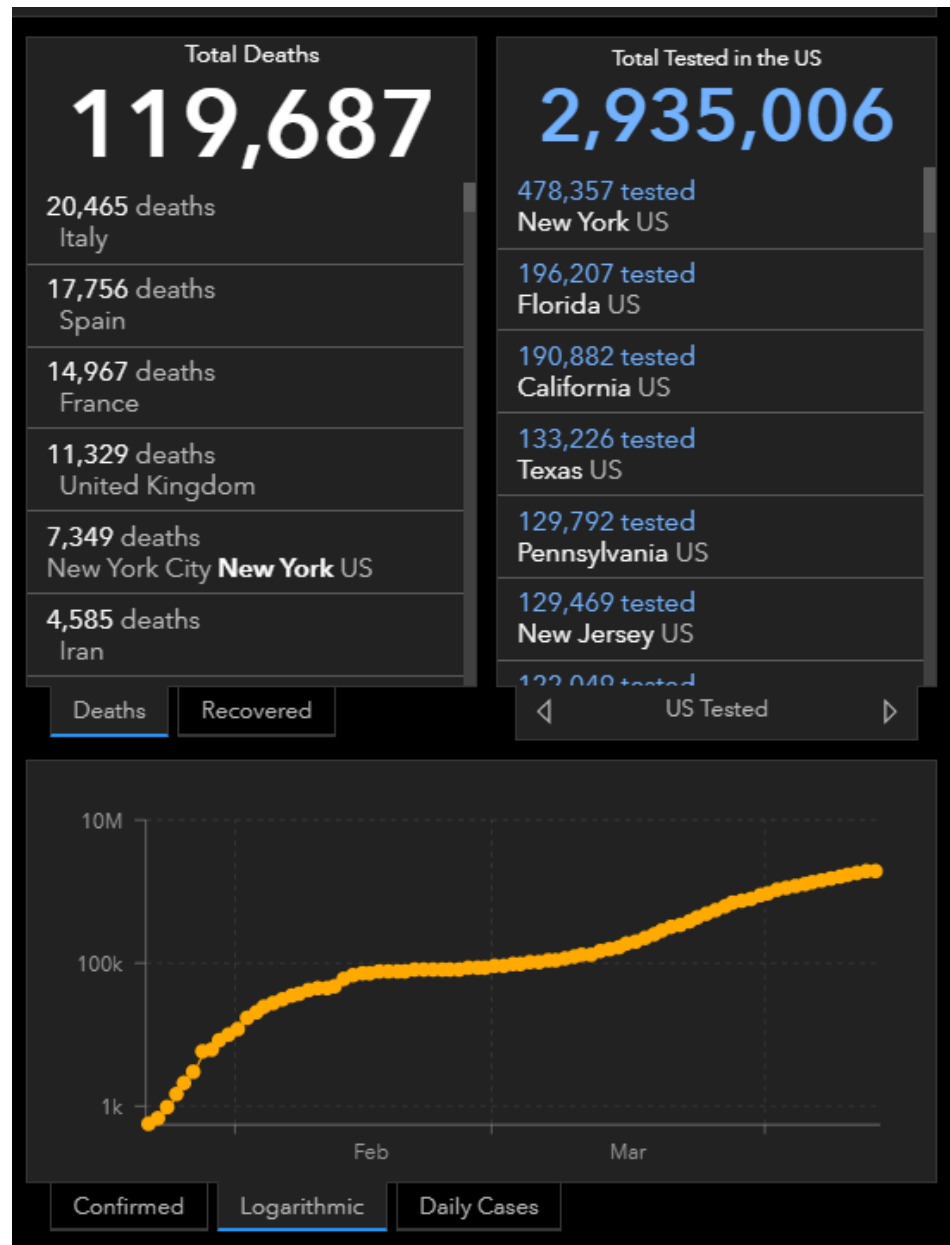 Total Deaths
119,687
20,465 deaths
Italy
17,756 deaths
Spain
14,967 deaths
France
11,329 deaths
United Kingdom
7,349 deaths
New York City New York US
4,585 deaths
Iran
Deaths
Recovered
Total Tested in the US
2,935,006
478,357 tested
New York US
196,207 tested
Florida US
190,882 tested
California US
133,226 tested
Texas US
129,792 tested
Pennsylvania US
129,469 tested
New Jersey US
122,049 tested
US Tested
10M
100k
1k
Feb
Mar
Confirmed
Logarithmic
Daily Cases